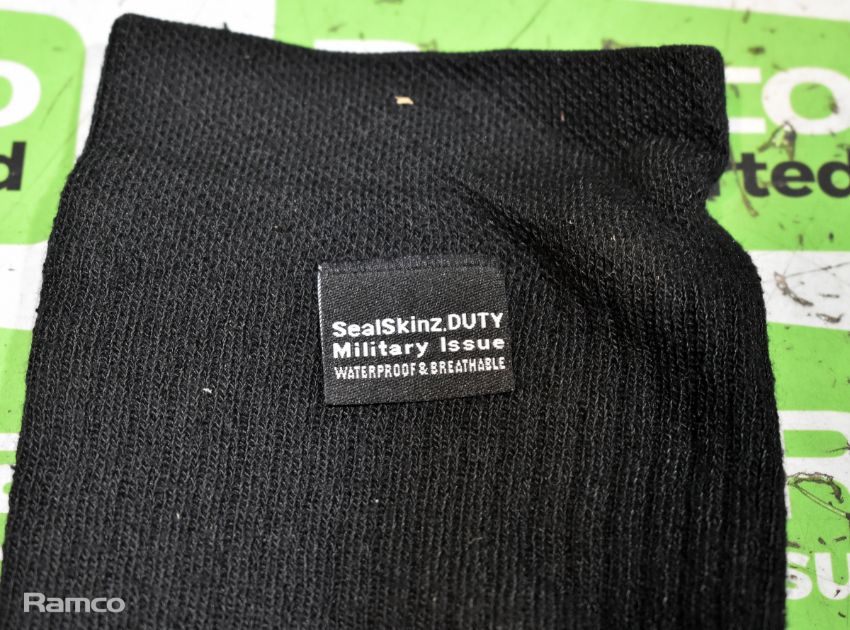 SealSkinz.DUTY
Military Issue
WATERPROOF & BREATHABLE
Ramco